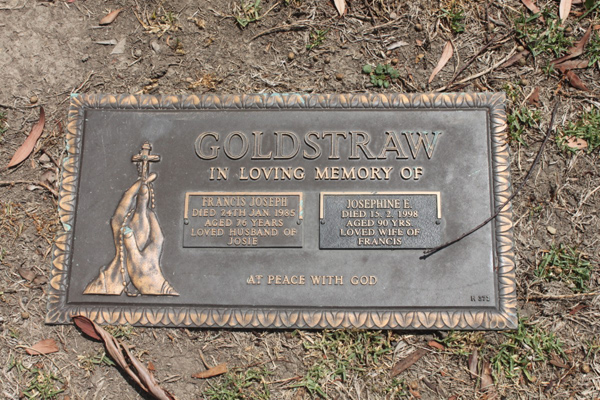 GOLDSTRAW
IN LOVING MEMORY OF
FRANCIS JOSEPH
DIED 24TH JAN 1985
AGED 76 YEARS
LOVED HUSBAND OF
JOSIE
JOSEPHINE E.
DIED 15. 2. 1998
AGED 90 YRS
LOVED WIFE OF
FRANCIS
AT PEACE WITH GOD